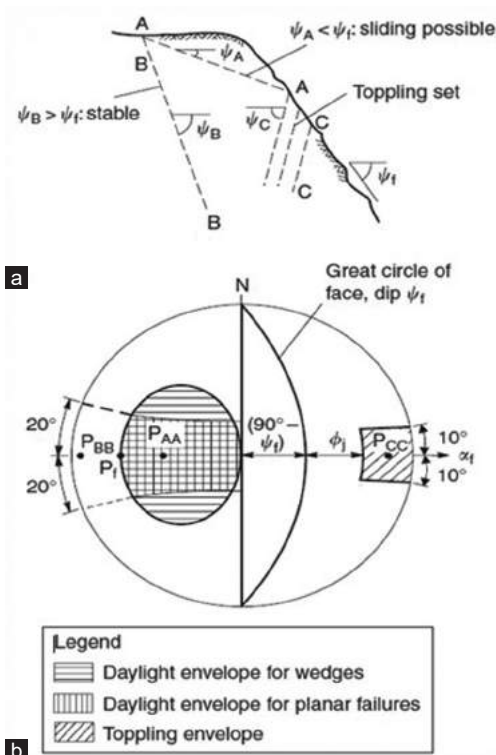 A
ψA < ψf: sliding possible
B
ψA
A
Toppling set
ψB > ψf: stable
ψB
ψC
C
C
ψf
B
a
N
Great circle of
face, dip ψf
20°
20°
PBB
Pf
PAA
(90°–
ψf)
ϕj
PCC
10°
10°
αf
Legend
Daylight envelope for wedges
Daylight envelope for planar failures
Toppling envelope
b